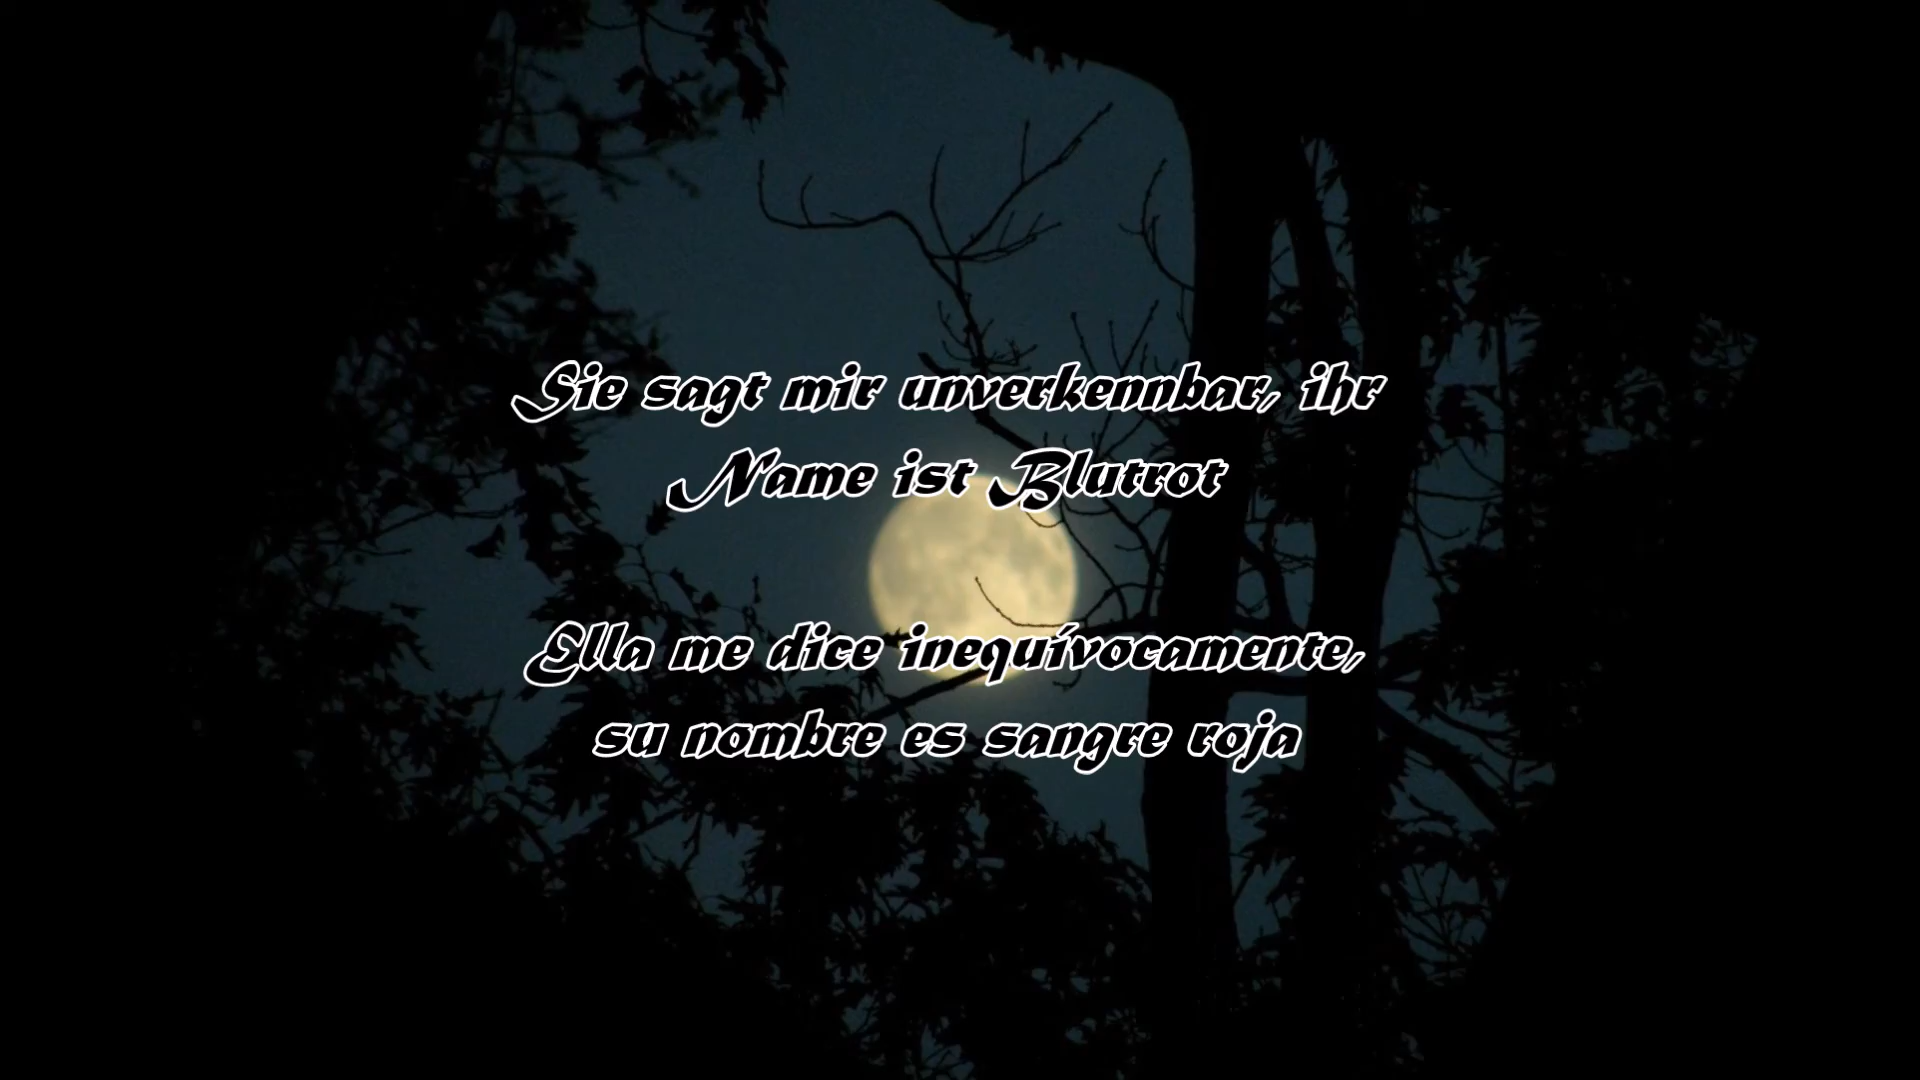 Sie sagt mir unverkennbar, ihr
Name ist Blutrot
Ella me dice inequívocamente,
su nombre es sangre roja